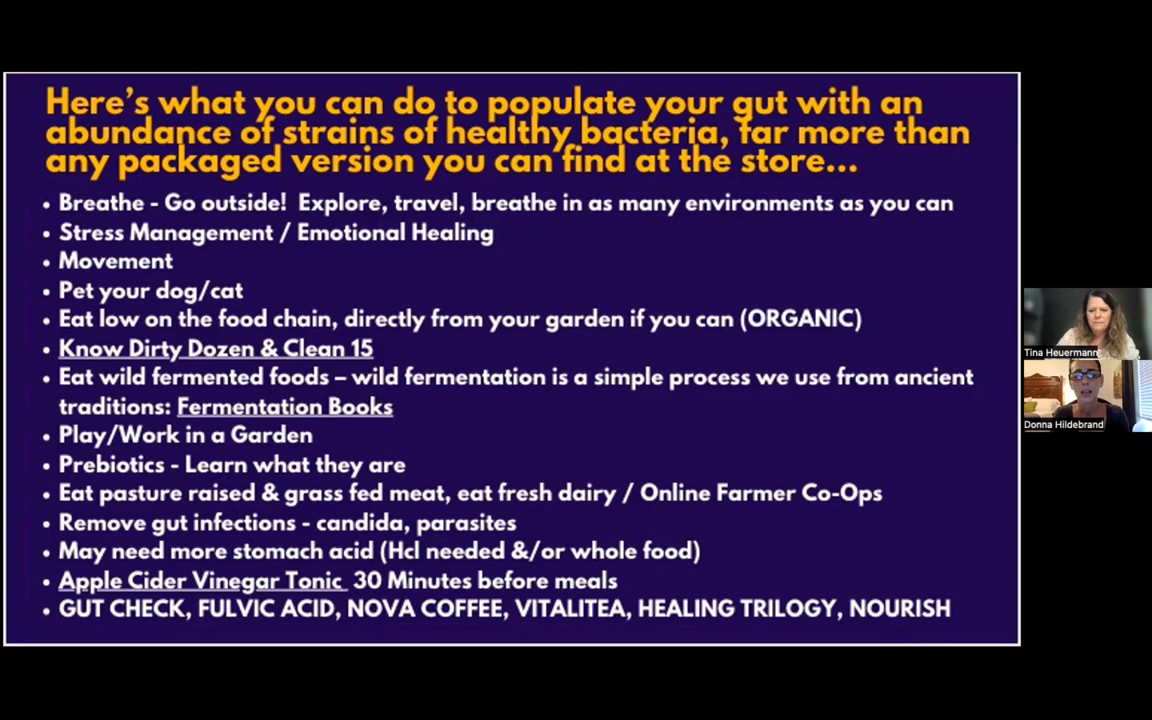 Here's what you can do to populate your gut with an
abundance of strains of healthy bacteria, far more than
any packaged version you can find at the store...
• Breathe - Go outside!  Explore, travel, breathe in as many environments as you can
• Stress Management / Emotional Healing
• Movement
• Pet your dog/cat
• Eat low on the food chain, directly from your garden if you can (ORGANIC)
• Know Dirty Dozen & Clean 15
• Eat wild fermented foods – wild fermentation is a simple process we use from ancient
traditions: Fermentation Books
• Play/Work in a Garden
• Prebiotics - Learn what they are
• Eat pasture raised & grass fed meat, eat fresh dairy / Online Farmer Co-Ops
• Remove gut infections - candida, parasites
• May need more stomach acid (Hcl needed &/or whole food)
• Apple Cider Vinegar Tonic  30 Minutes before meals
• GUT CHECK, FULVIC ACID, NOVA COFFEE, VITALITEA, HEALING TRILOGY, NOURISH
Tina Heuermann
Donna Hildebrand